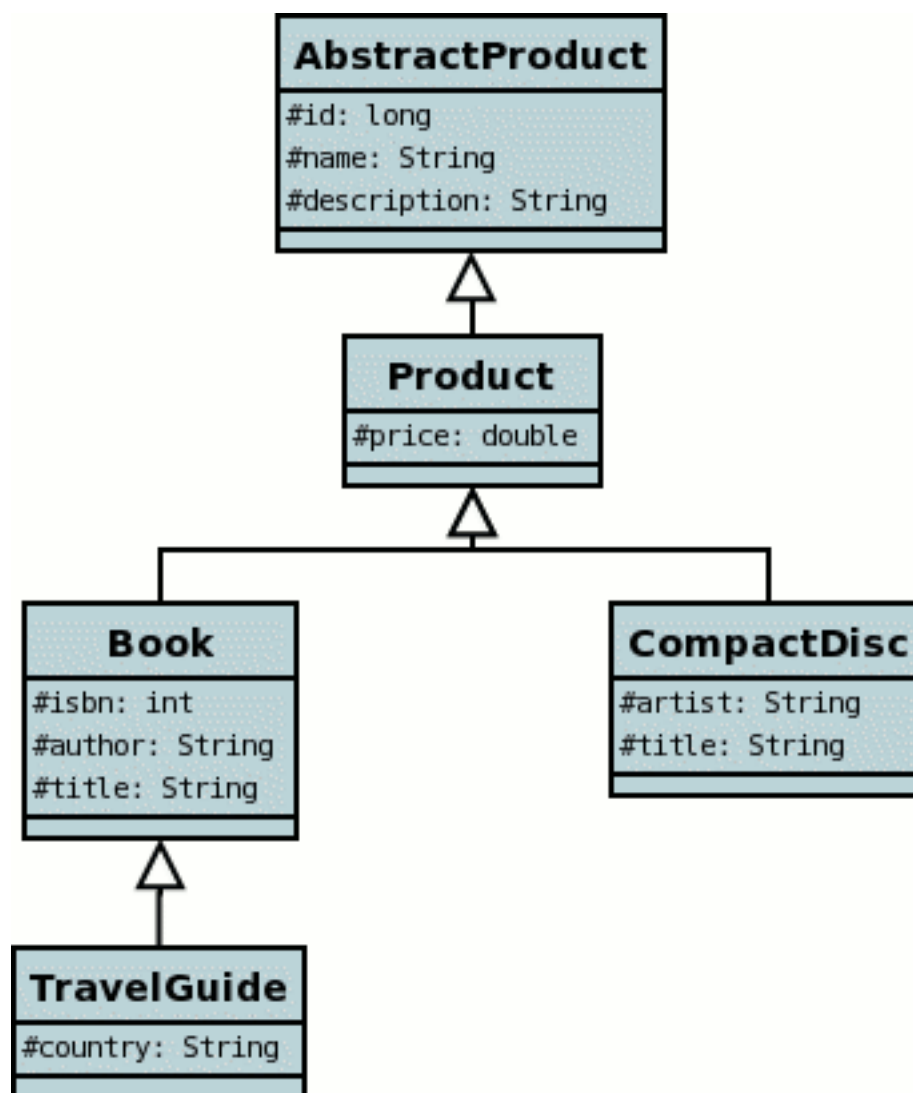 AbstractProduct
#id: long
#name: String
#description: String
Product
#price: double
Book
#isbn: int
#author: String
#title: String
CompactDisc
#artist: String
#title: String
TravelGuide
#country: String